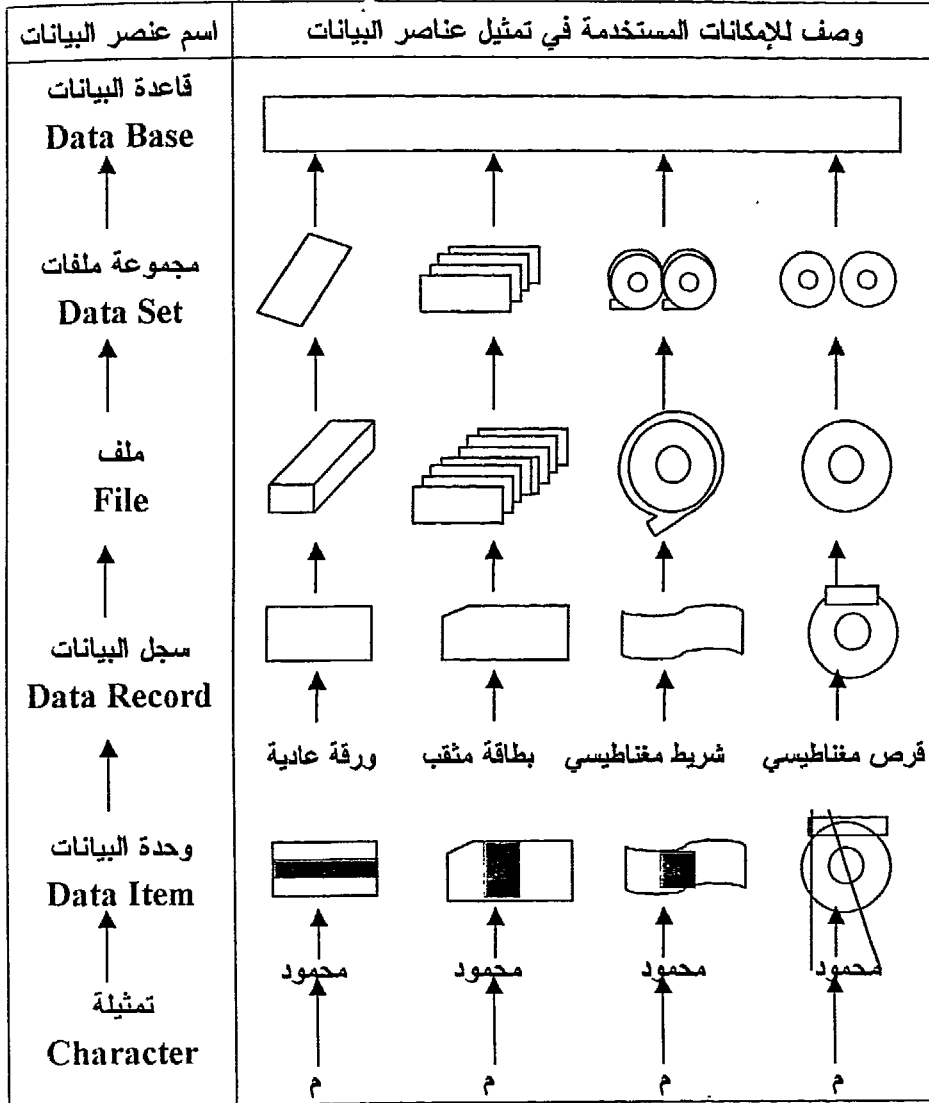 اسم عنصر البيانات
وصف للإمكانات المستخدمة في تمثيل عناصر البيانات
قاعدة البيانات
Data Base
مجموعة ملفات
Data Set
ملف
File
سجل البيانات
Data Record
ورقة عادية
بطاقة مثقب
شريط مغناطيسي
قرص مغناطيسي
وحدة البيانات
Data Item
محمود
محمود
محمود
محمود
تمثيلة
Character
م
م
م
م